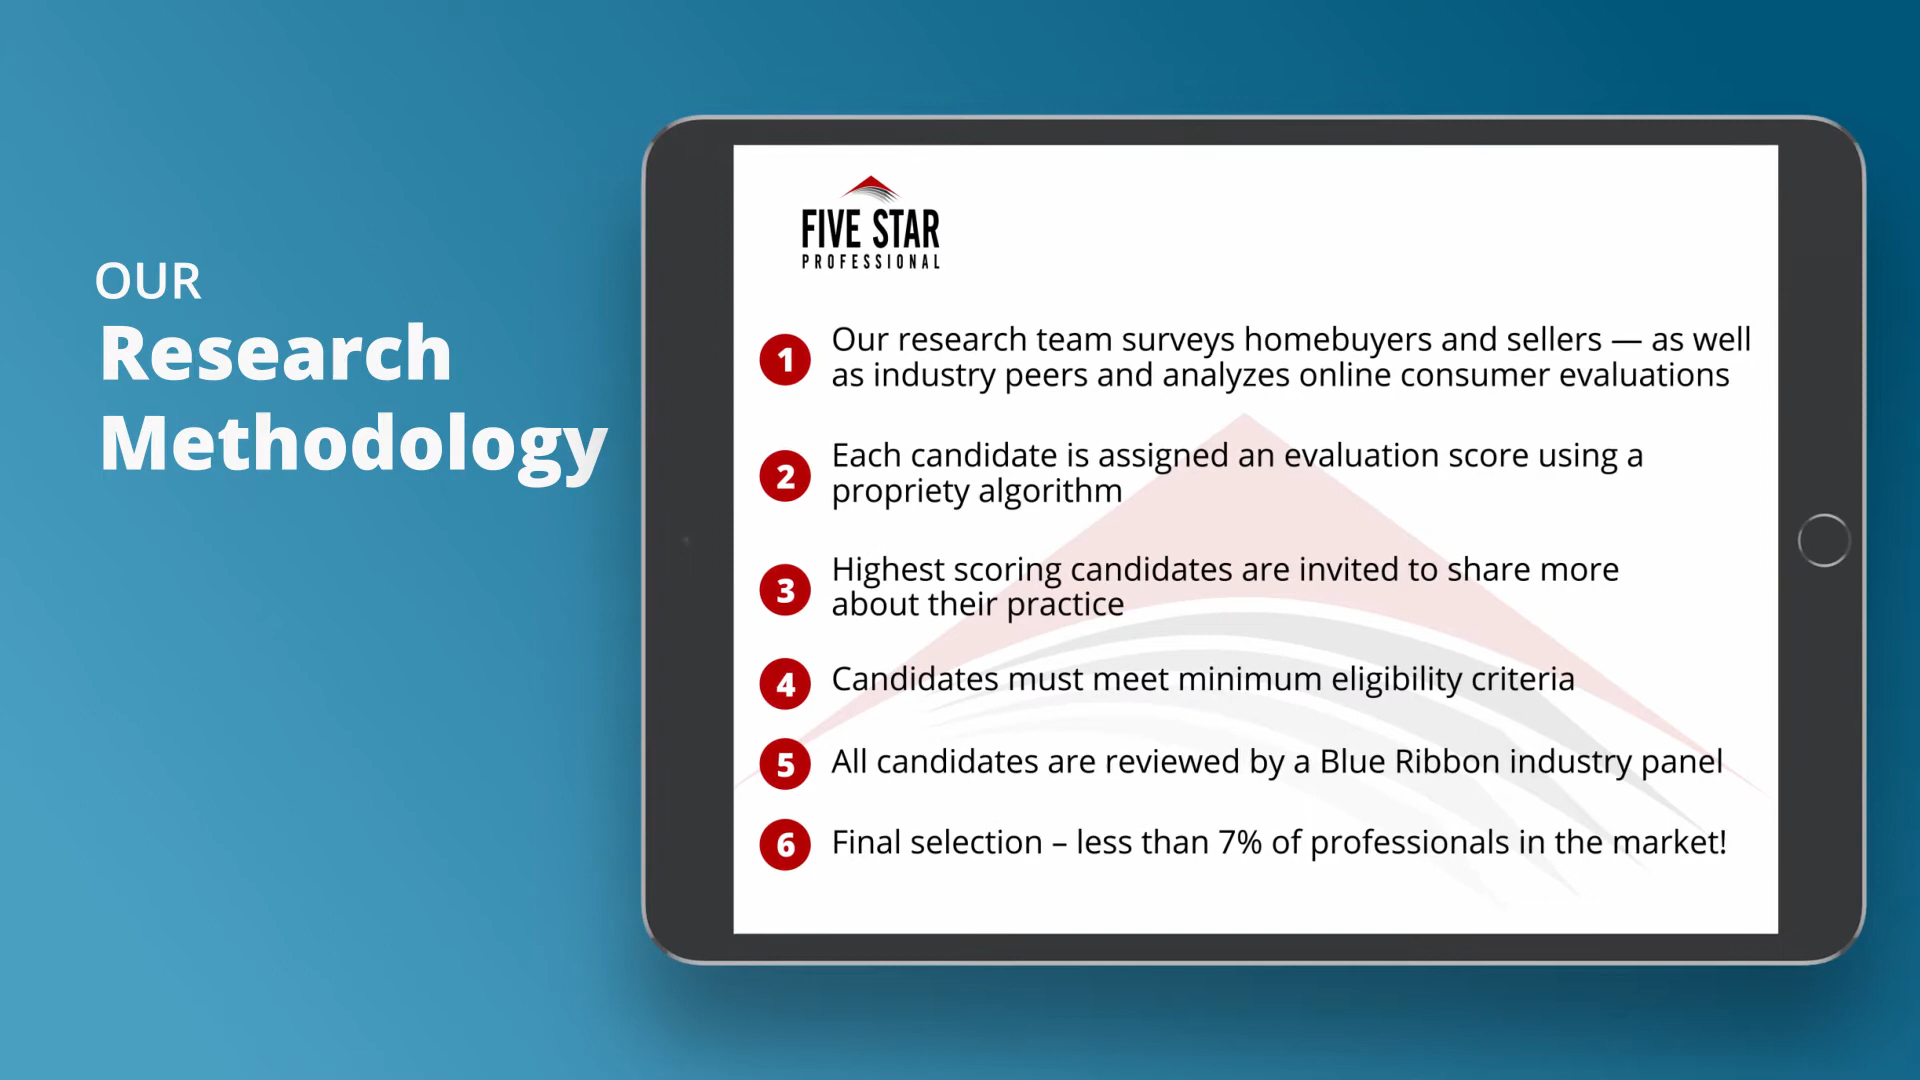 OUR
Research
Methodology
FIVE STAR
PROFESSIONAL
1 Our research team surveys homebuyers and sellers — as well
as industry peers and analyzes online consumer evaluations
2 Each candidate is assigned an evaluation score using a
propriety algorithm
3 Highest scoring candidates are invited to share more
about their practice
4 Candidates must meet minimum eligibility criteria
5 All candidates are reviewed by a Blue Ribbon industry panel
6 Final selection – less than 7% of professionals in the market!